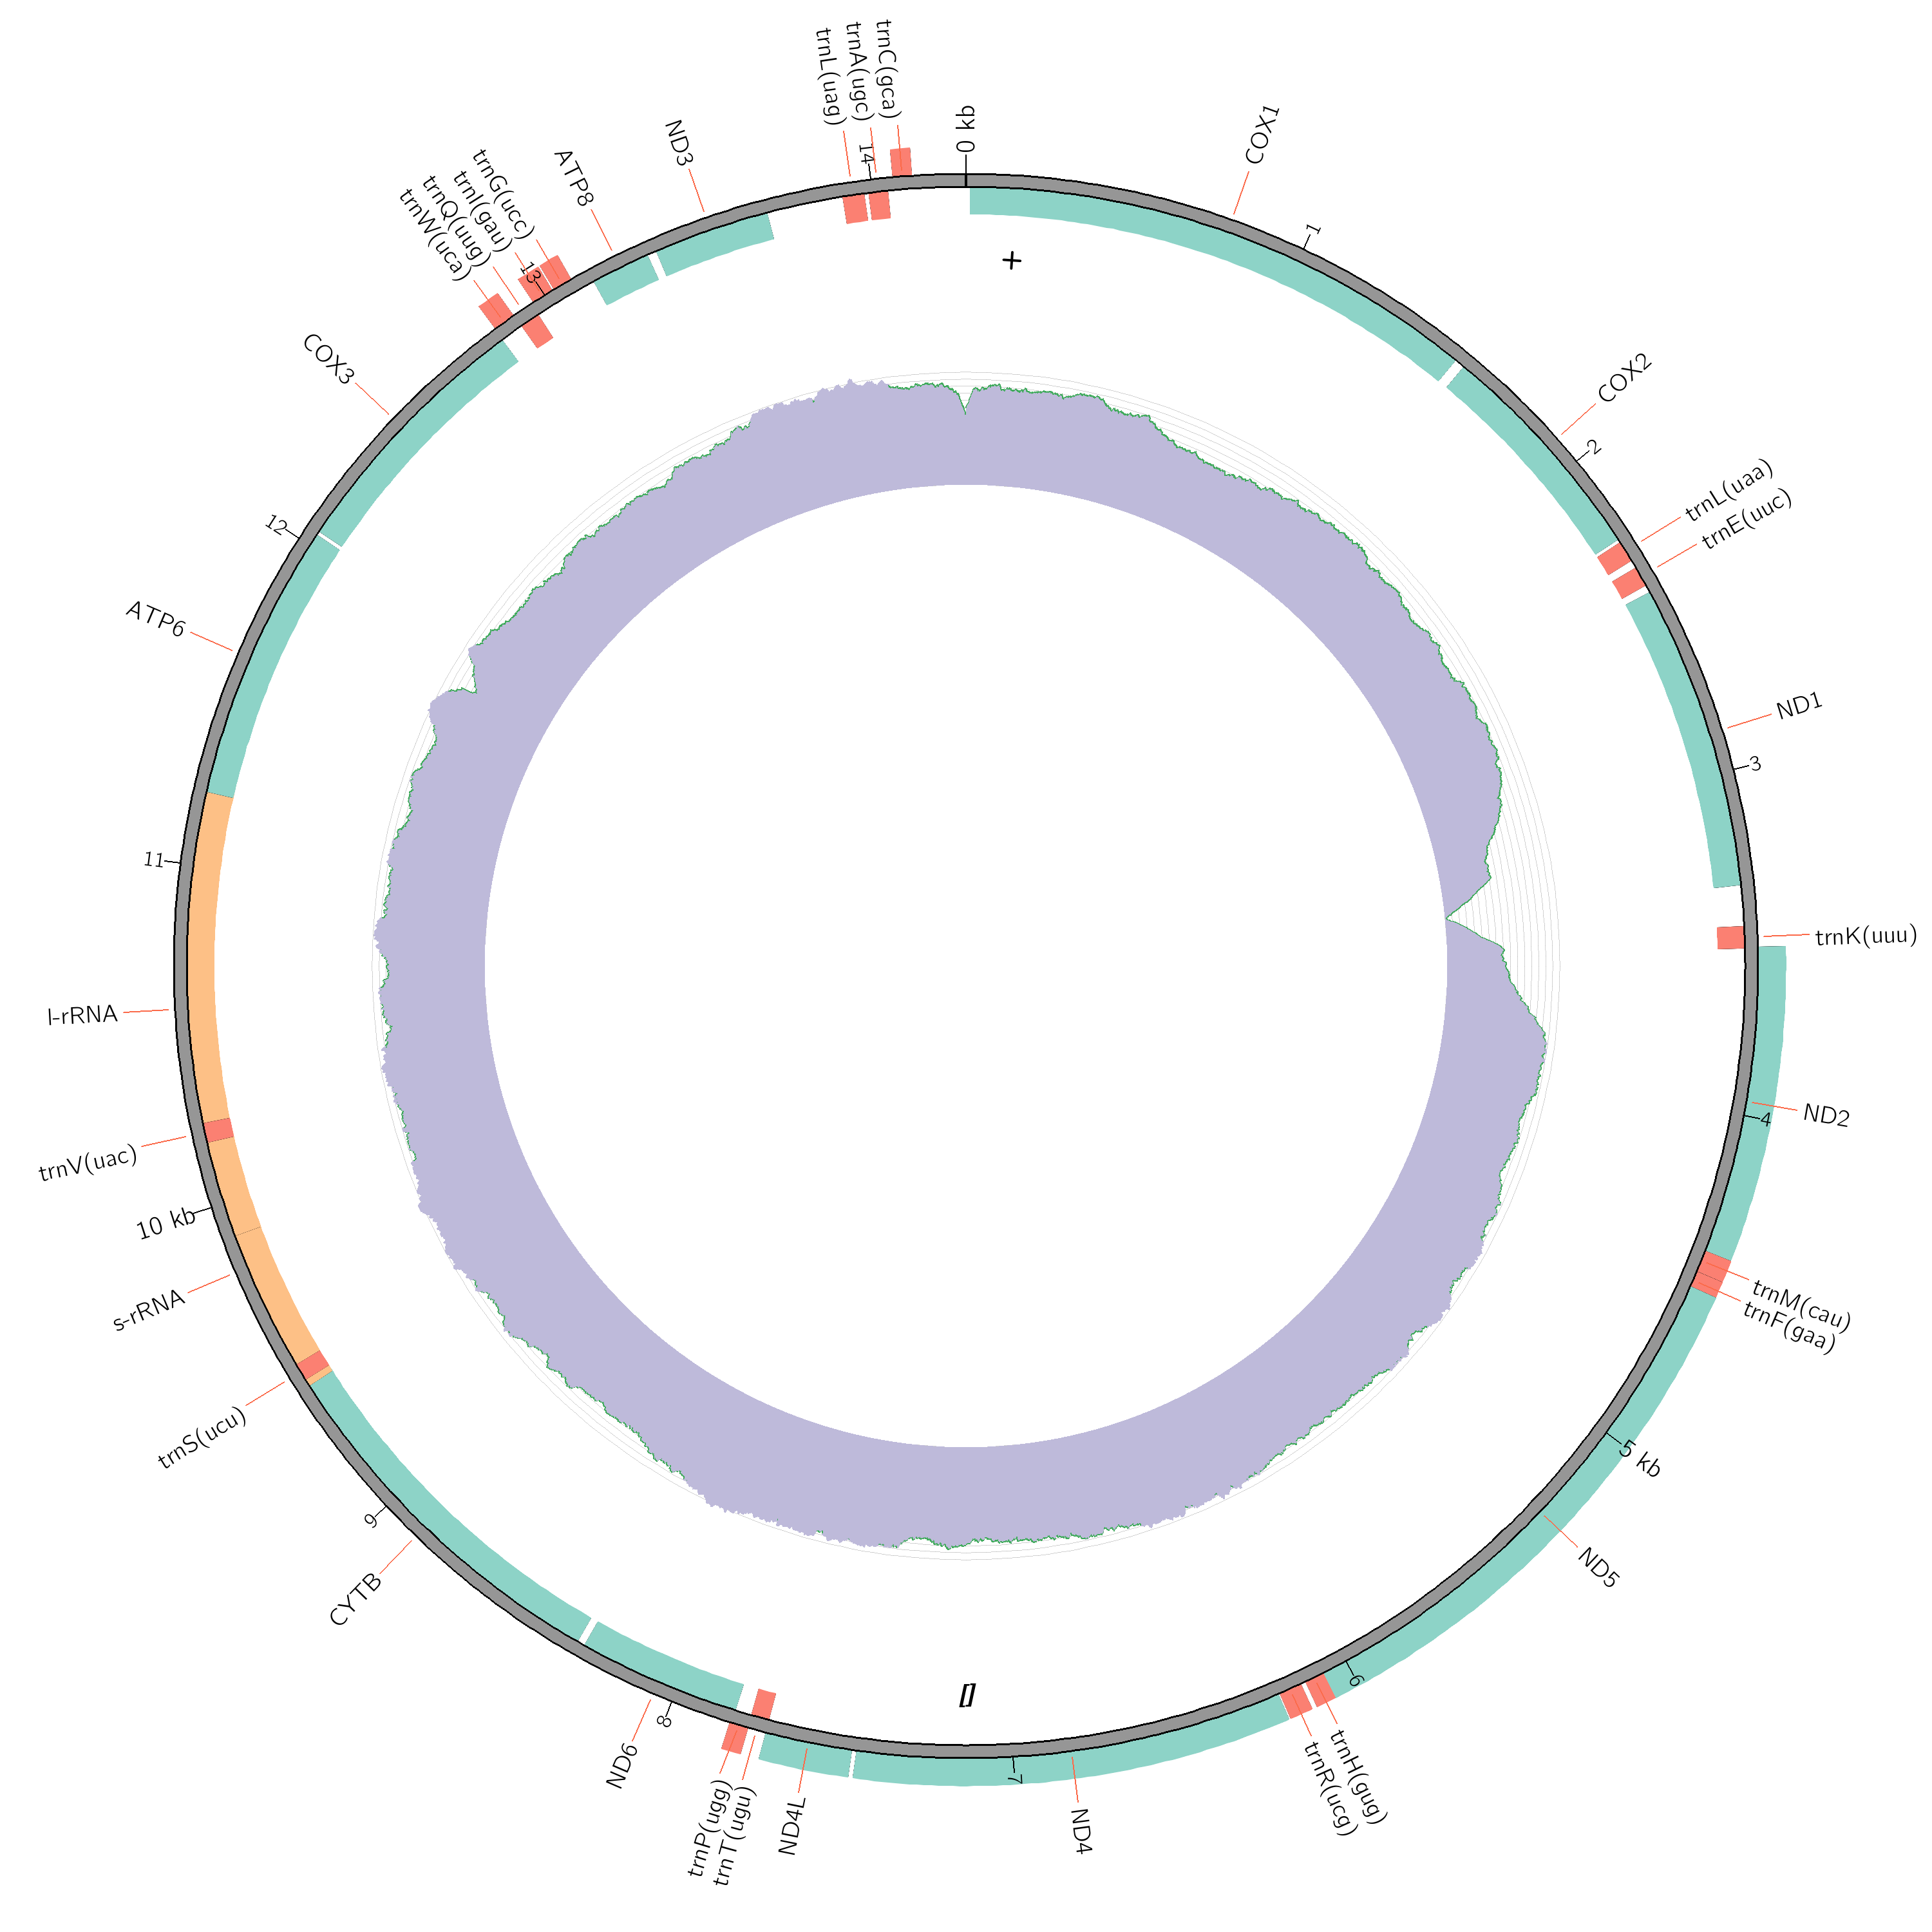 0 kb
COX1
1
COX2
2
trnL(uaa)
trnE(uuc)
ND1
3
trnK(uuu)
ND2
4
trnM(cau)
trnF(gaa)
5 kb
ND5
6
trnH(gug)
trnR(ucg)
ND4
7
ND4L
trnT(ugu)
trnP(ugg)
8
ND6
CYTB
9
trnS(ucu)
s-rRNA
10 kb
trnV(uac)
l-rRNA
11
ATP6
12
COX3
trnW(uca)
trnQ(uug)
13
trnI(gau)
trnG(ucc)
ATP8
ND3
trnL(uag)
14
trnA(ugc)
trnC(gca)
+
[]